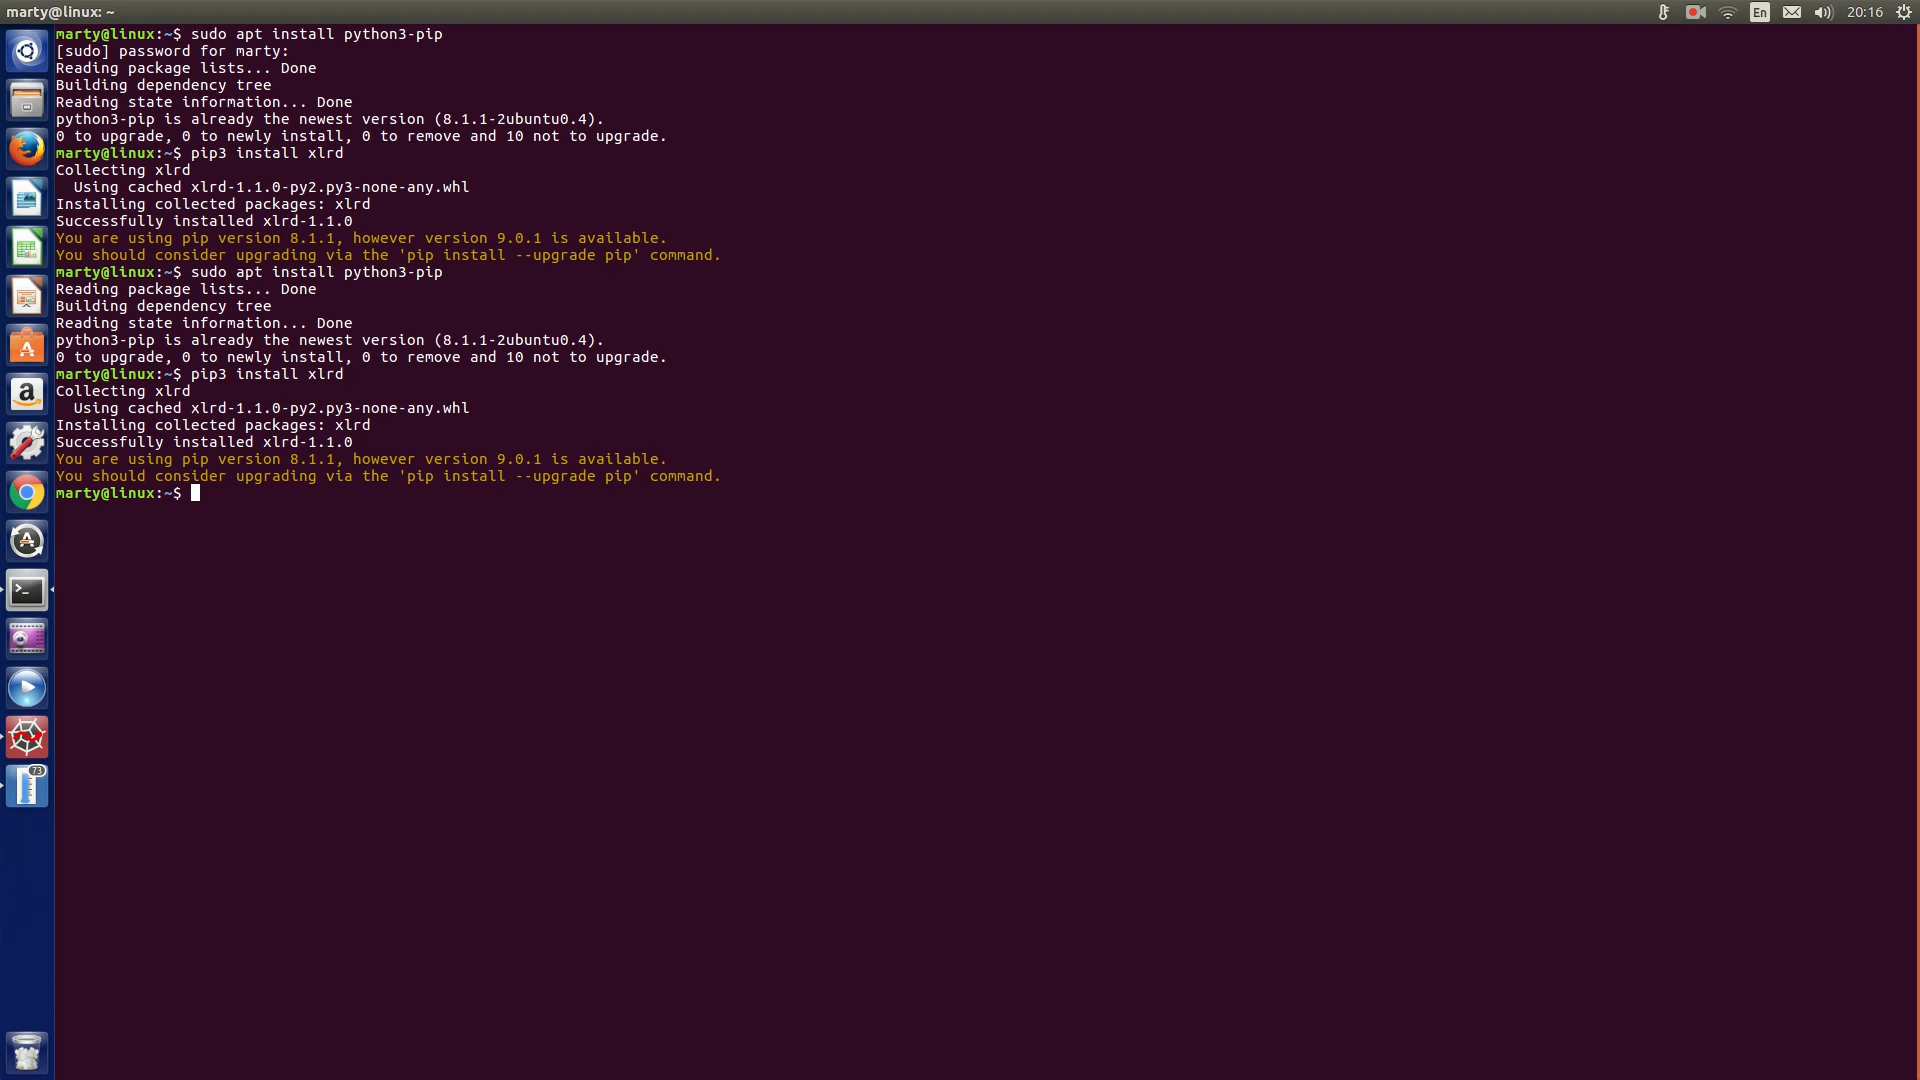 marty@linux: ~
En
20:16
marty@linux:~$ sudo apt install python3-pip
[sudo] password for marty:
Reading package lists... Done
Building dependency tree
Reading state information... Done
python3-pip is already the newest version (8.1.1-2ubuntu0.4).
0 to upgrade, 0 to newly install, 0 to remove and 10 not to upgrade.
marty@linux:~$ pip3 install xlrd
Collecting xlrd
  Using cached xlrd-1.1.0-py2.py3-none-any.whl
Installing collected packages: xlrd
Successfully installed xlrd-1.1.0
You are using pip version 8.1.1, however version 9.0.1 is available.
You should consider upgrading via the 'pip install --upgrade pip' command.
marty@linux:~$ sudo apt install python3-pip
Reading package lists... Done
Building dependency tree
Reading state information... Done
python3-pip is already the newest version (8.1.1-2ubuntu0.4).
0 to upgrade, 0 to newly install, 0 to remove and 10 not to upgrade.
marty@linux:~$ pip3 install xlrd
Collecting xlrd
  Using cached xlrd-1.1.0-py2.py3-none-any.whl
Installing collected packages: xlrd
Successfully installed xlrd-1.1.0
You are using pip version 8.1.1, however version 9.0.1 is available.
You should consider upgrading via the 'pip install --upgrade pip' command.
marty@linux:~$
73